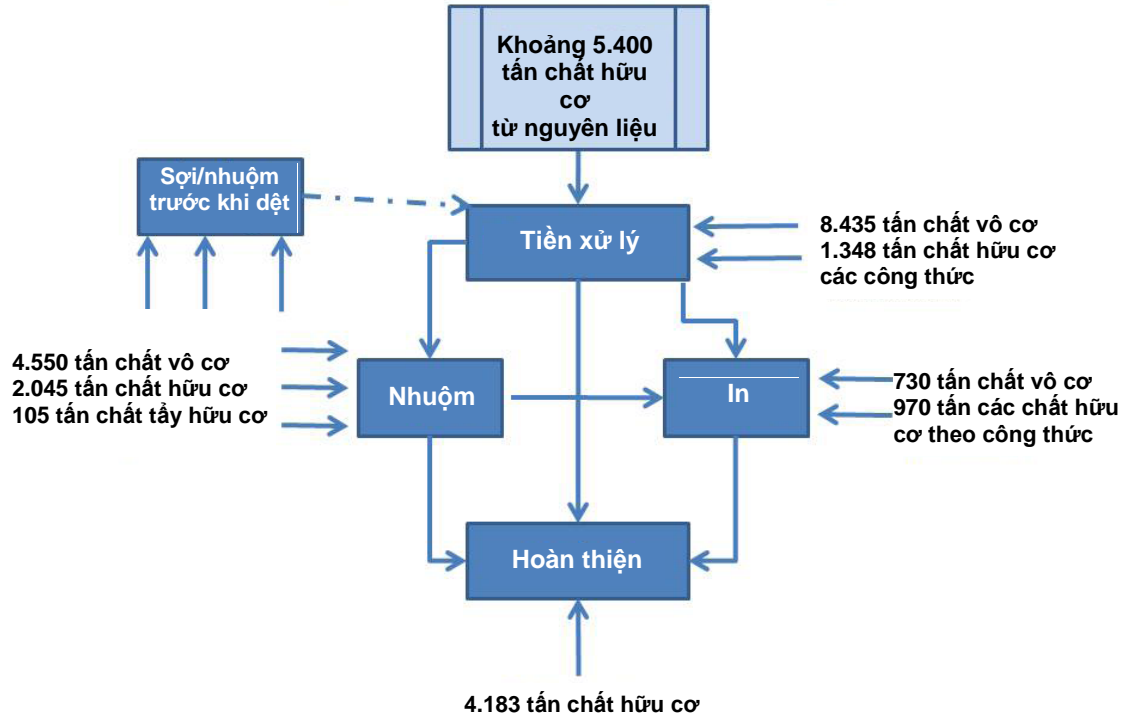 Khoảng 5.400
tấn chất hữu
cơ
từ nguyên liệu
Sợi/nhuộm
trước khi dệt
Tiền xử lý
8.435 tấn chất vô cơ
1.348 tấn chất hữu cơ
các công thức
4.550 tấn chất vô cơ
2.045 tấn chất hữu cơ
105 tấn chất tẩy hữu cơ
Nhuộm
In
730 tấn chất vô cơ
970 tấn các chất hữu
cơ theo công thức
Hoàn thiện
4.183 tấn chất hữu cơ